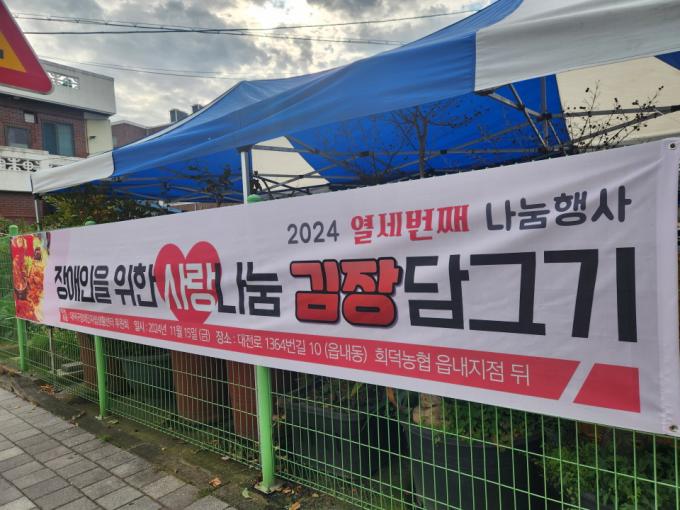 2024 열세번째 나눔행사
장애인을 위한 사랑나눔 김장담그기
일시 : 2024년 11월 15일(금) 장소 : 대전로 1364번길 10 (읍내동) 회덕농협 읍내지점 뒤